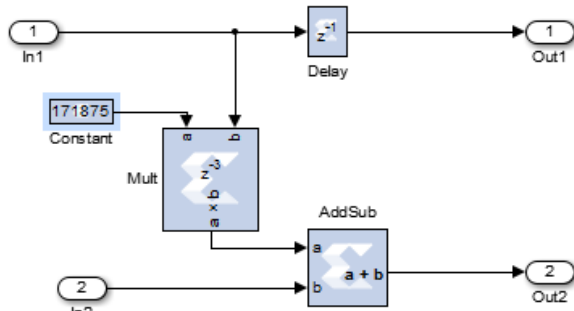 1
In1
z-1
Delay
1
Out1
171875
Constant
a
b
Mult
z-3
a × b
AddSub
a
b
a + b
2
2
Out2